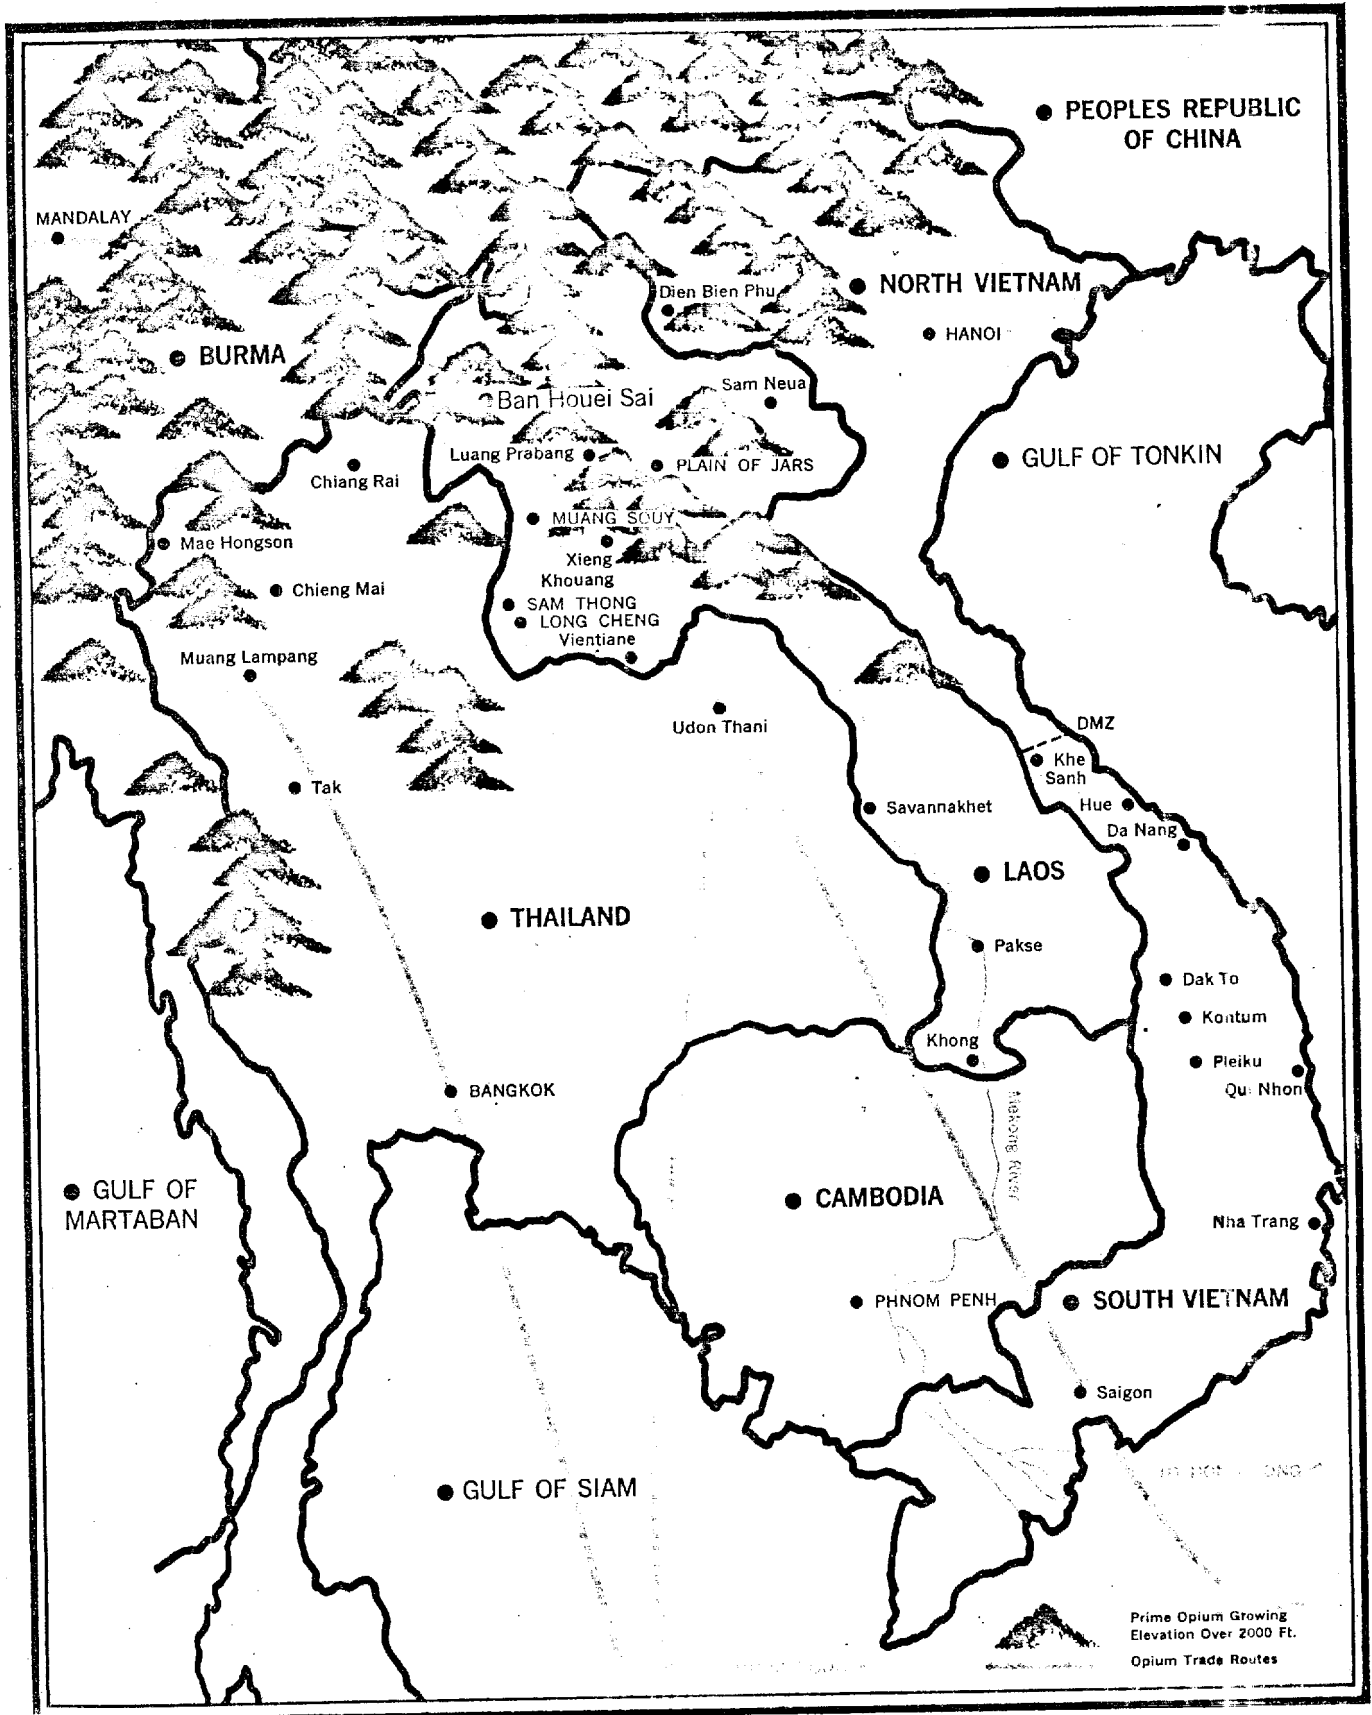 PEOPLES REPUBLIC
OF CHINA
MANDALAY
NORTH VIETNAM
Dien Bien Phu
HANOI
BURMA
Sam Neua
Ban Houei Sai
Luang Prabang
PLAIN OF JARS
GULF OF TONKIN
Chiang Rai
MUANG SOUY
Mae Hongson
Xieng
Khouang
Chieng Mai
SAM THONG
LONG CHENG
Vientiane
Muang Lampang
Udon Thani
DMZ
Khe
Sanh
Tak
Savannakhet
Hue
Da Nang
LAOS
THAILAND
Pakse
Dak To
Kontum
Khong
Pleiku
Qui Nhon
BANGKOK
Mekong River
GULF OF
MARTABAN
CAMBODIA
Nha Trang
PHNOM PENH
SOUTH VIETNAM
Saigon
GULF OF SIAM
Prime Opium Growing
Elevation Over 2000 Ft.
Opium Trade Routes